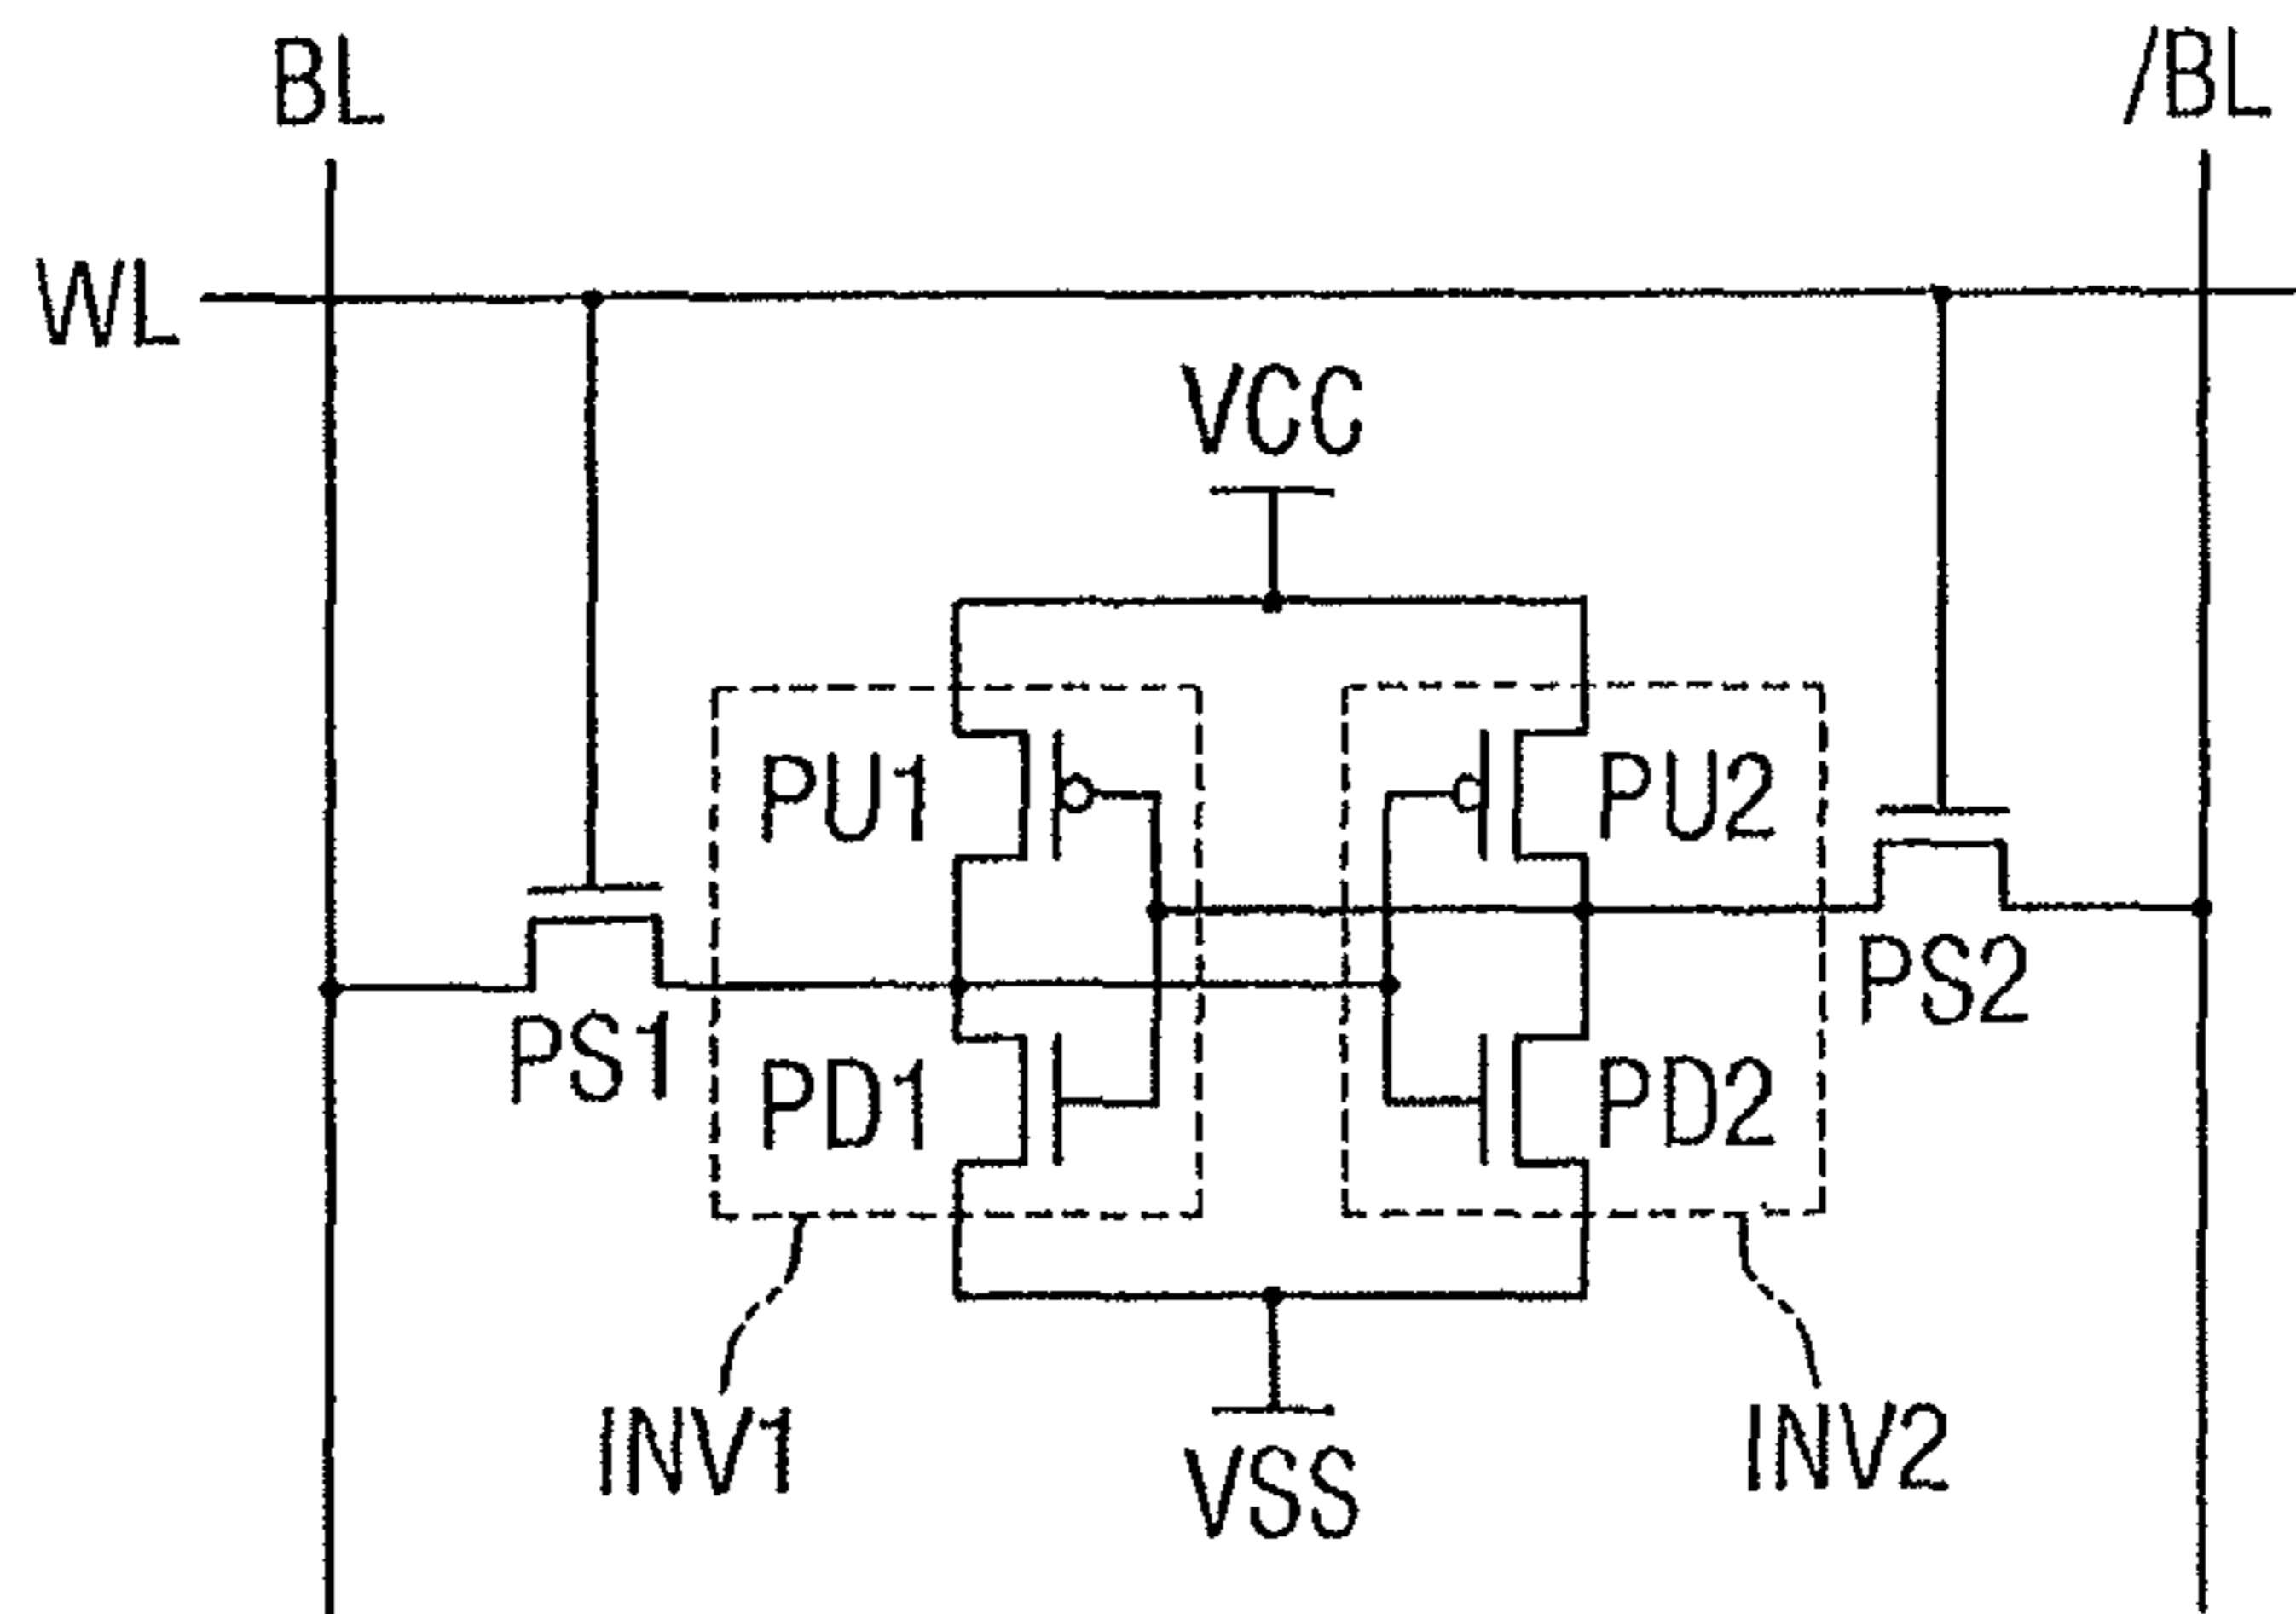 BL
/BL
WL
VCC
PU1
PU2
PS1
PS2
PD1
PD2
INV1
INV2
VSS